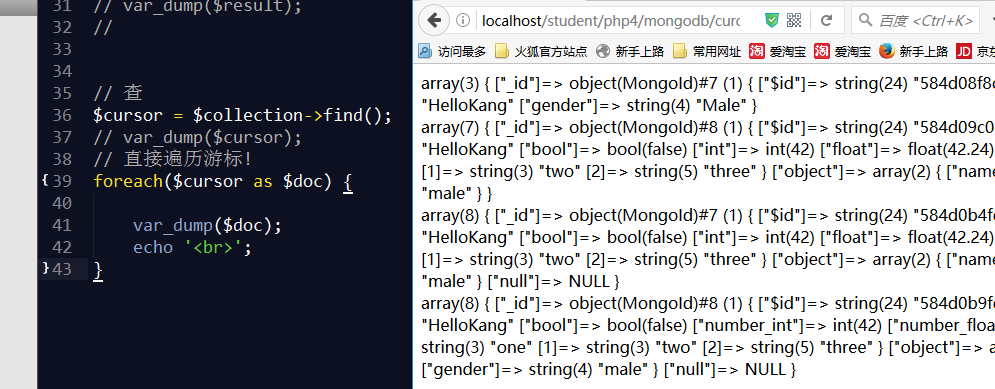 31 // var_dump($result);
32 //
33
34
35 // 查
36 $cursor = $collection->find();
37 // var_dump($cursor);
38 // 直接遍历游标!
39 foreach($cursor as $doc) {
40
41 var_dump($doc);
42 echo '<br>';
43 }
localhost/student/php4/mongodb/curd
百度 <Ctrl+K>
访问最多 火狐官方站点 新手上路 常用网址 淘 爱淘宝 淘 爱淘宝 新手上路 JD 京东
array(3) { ["_id"]=> object(MongoId)#7 (1) { ["$id"]=> string(24) "584d08f8
"HelloKang" ["gender"]=> string(4) "Male" }
array(7) { ["_id"]=> object(MongoId)#8 (1) { ["$id"]=> string(24) "584d09c0
"HelloKang" ["bool"]=> bool(false) ["int"]=> int(42) ["float"]=> float(42.24)
[1]=> string(3) "two" [2]=> string(5) "three" } ["object"]=> array(2) { ["name
"male" } }
array(8) { ["_id"]=> object(MongoId)#7 (1) { ["$id"]=> string(24) "584d0b4f
"HelloKang" ["bool"]=> bool(false) ["int"]=> int(42) ["float"]=> float(42.24)
[1]=> string(3) "two" [2]=> string(5) "three" } ["object"]=> array(2) { ["name
"male" } ["null"]=> NULL }
array(8) { ["_id"]=> object(MongoId)#8 (1) { ["$id"]=> string(24) "584d0b9f
"HelloKang" ["bool"]=> bool(false) ["number_int"]=> int(42) ["number_floa
string(3) "one" [1]=> string(3) "two" [2]=> string(5) "three" } ["object"]=> a
["gender"]=> string(4) "male" } ["null"]=> NULL }